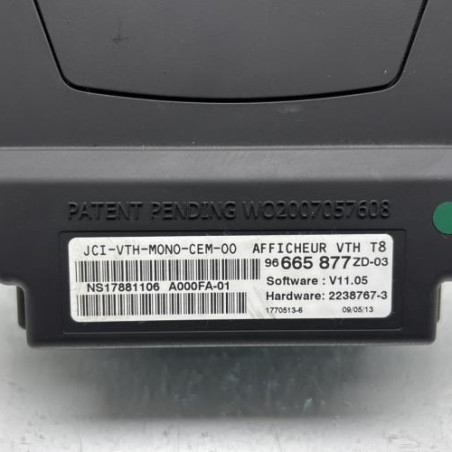 PATENT PENDING WO2007057608
JCI-VTH-MONO-CEM-00 AFFICHEUR VTH T8
96 665 877 ZD-03
NS17881106 A000FA-01
Software : V11.05
Hardware: 2238767-3
1770513-6 09/05/13